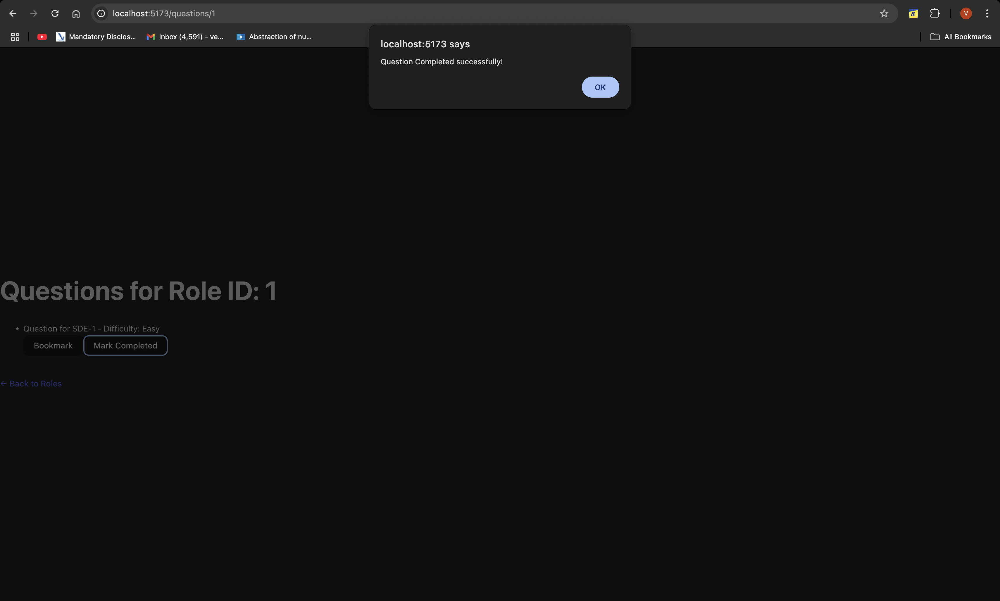 localhost:5173/questions/1
V
Mandatory Disclos...
Inbox (4,591) - ve...
Abstraction of nu...
All Bookmarks
localhost:5173 says
Question Completed successfully!
OK
Questions for Role ID: 1
• Question for SDE-1 - Difficulty: Easy
Bookmark Mark Completed
← Back to Roles